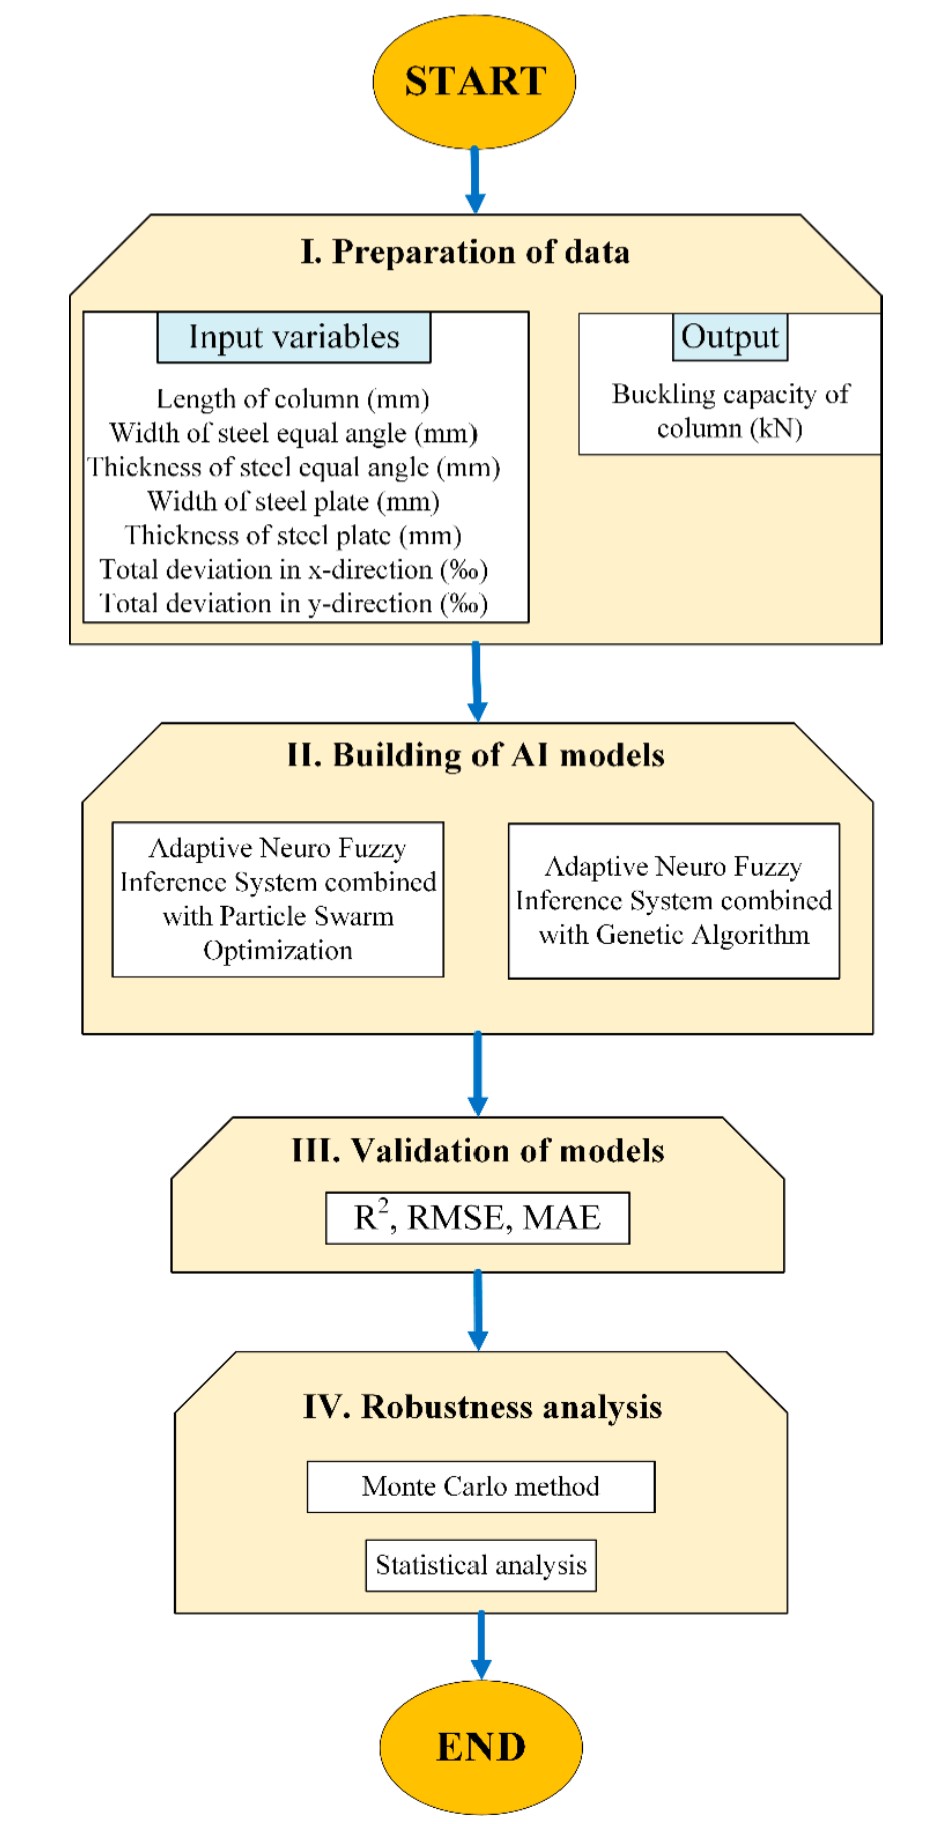 START
I. Preparation of data
Input variables
Length of column (mm)
Width of steel equal angle (mm)
Thickness of steel equal angle (mm)
Width of steel plate (mm)
Thickness of steel plate (mm)
Total deviation in x-direction (‰)
Total deviation in y-direction (‰)
Output
Buckling capacity of
column (kN)
II. Building of AI models
Adaptive Neuro Fuzzy
Inference System combined
with Particle Swarm
Optimization
Adaptive Neuro Fuzzy
Inference System combined
with Genetic Algorithm
III. Validation of models
R², RMSE, MAE
IV. Robustness analysis
Monte Carlo method
Statistical analysis
END